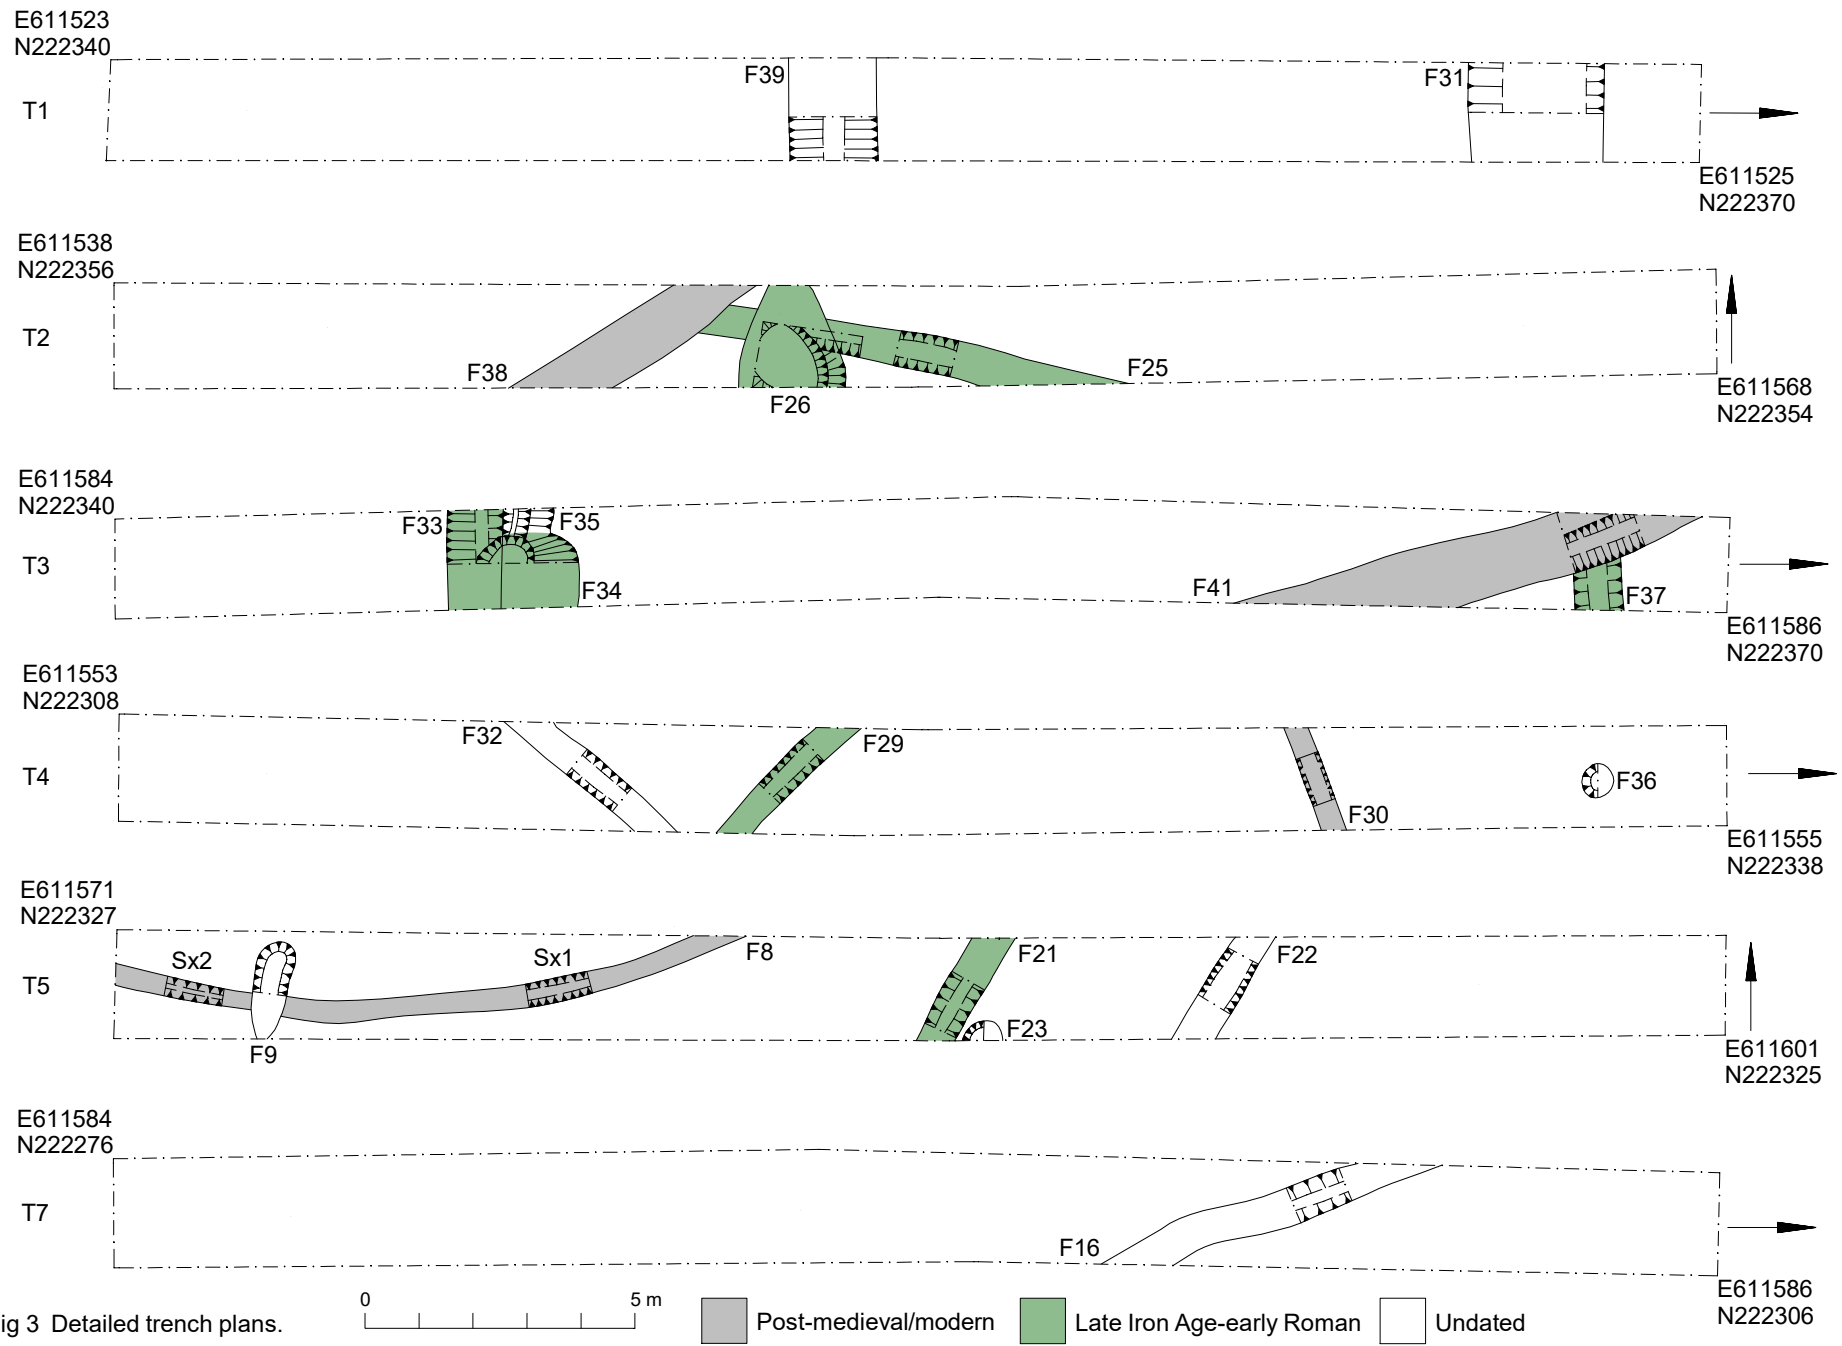 E611523
N222340
F39
F31
T1
E611525
N222370
E611538
N222356
T2
F38
F26
F25
E611568
N222354
E611584
N222340
F33
F35
T3
F34
F41
F37
E611586
N222370
E611553
N222308
F32
F29
T4
F36
F30
E611555
N222338
E611571
N222327
Sx2
Sx1
F8
F21
F22
T5
F23
F9
E611601
N222325
E611584
N222276
T7
F16
E611586
N222306
0 5 m
ig 3 Detailed trench plans.
Post-medieval/modern
Late Iron Age-early Roman
Undated